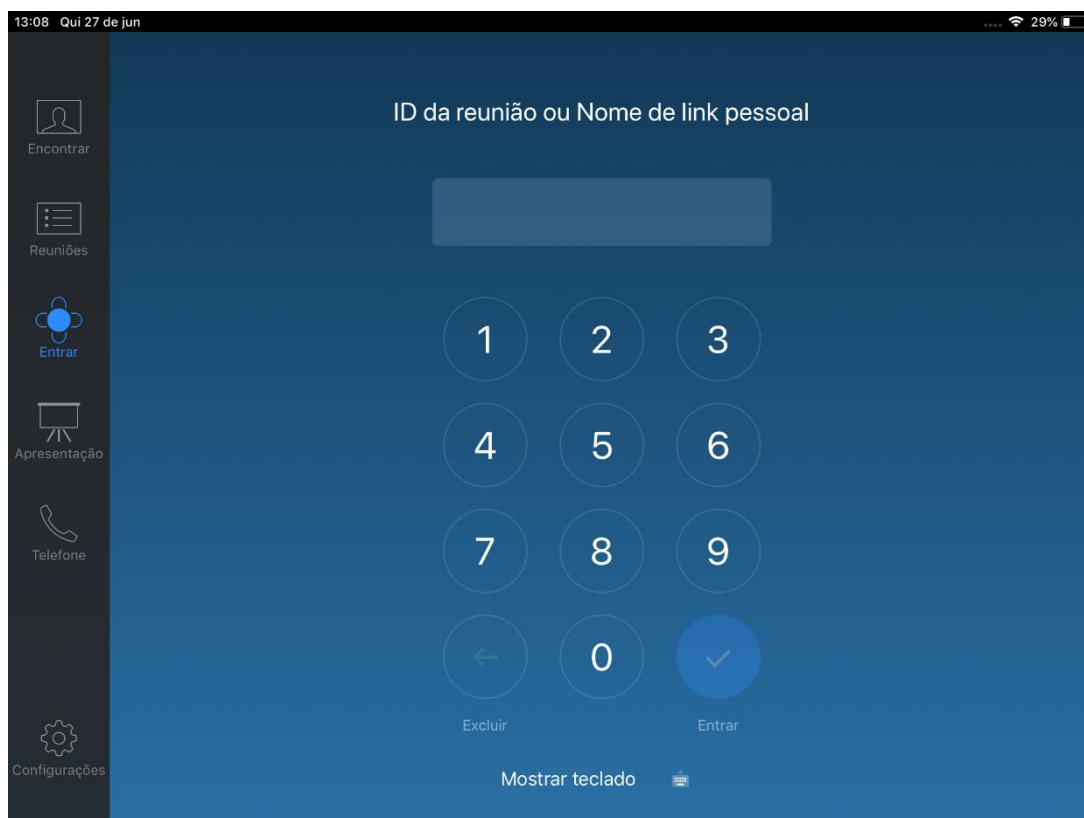 13:08 Qui 27 de jun
29%
Encontrar
Reuniões
Entrar
Apresentação
Telefone
Configurações
ID da reunião ou Nome de link pessoal
1 2 3
4 5 6
7 8 9
0
Excluir Entrar
Mostrar teclado